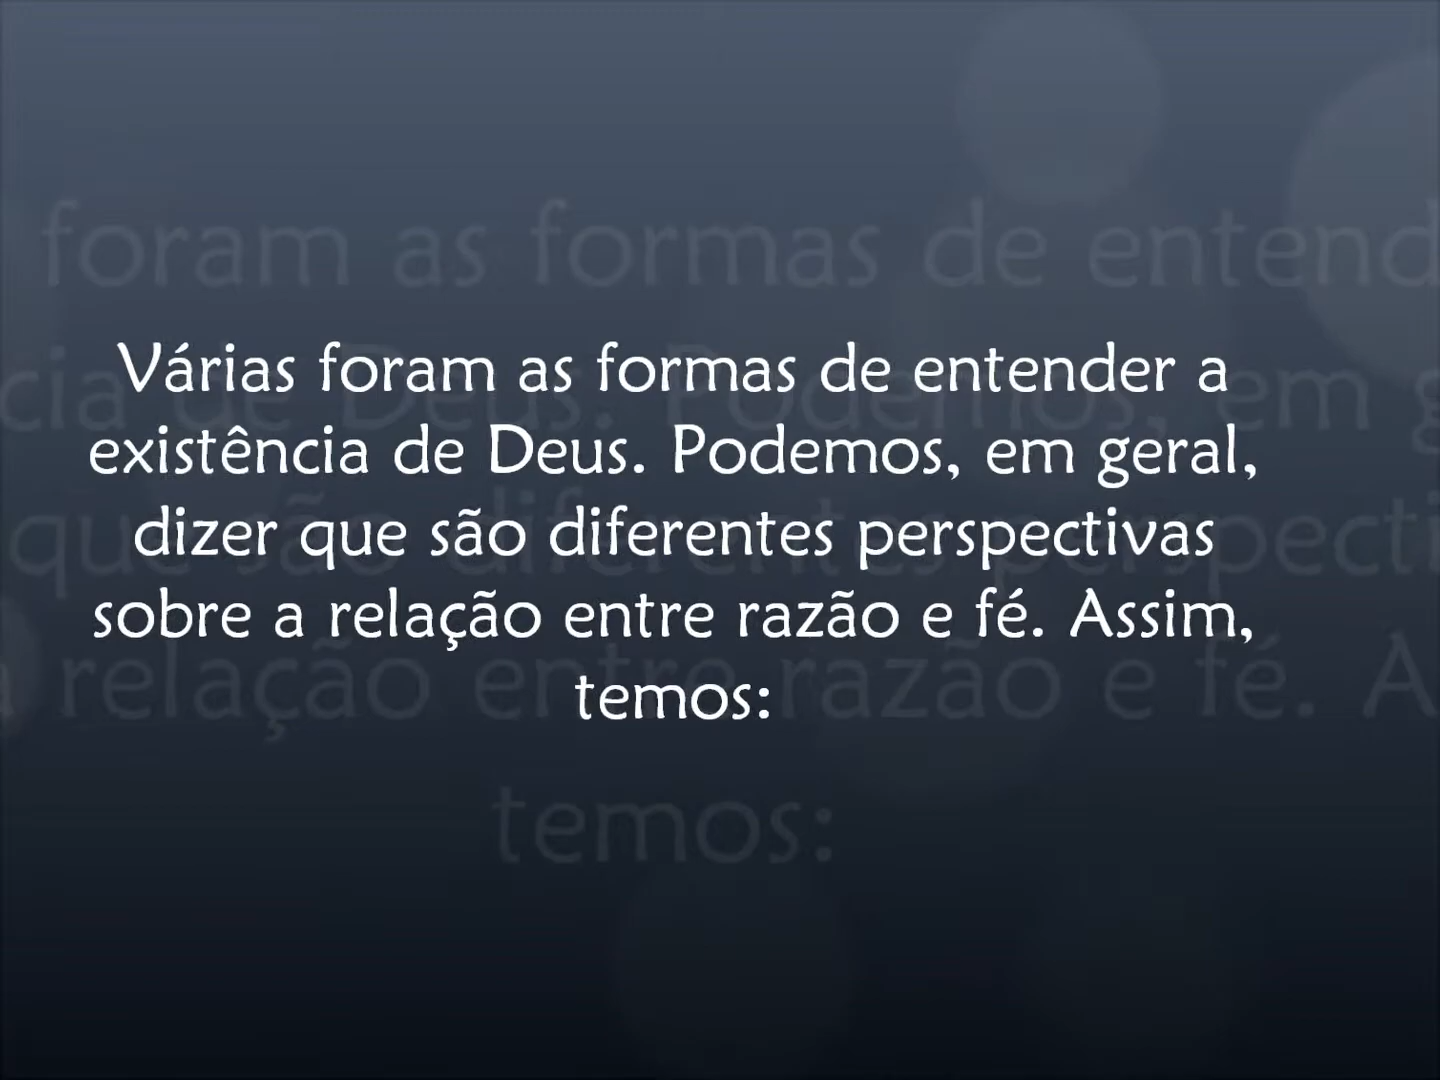 Várias foram as formas de entender a
existência de Deus. Podemos, em geral,
dizer que são diferentes perspectivas
sobre a relação entre razão e fé. Assim,
temos: